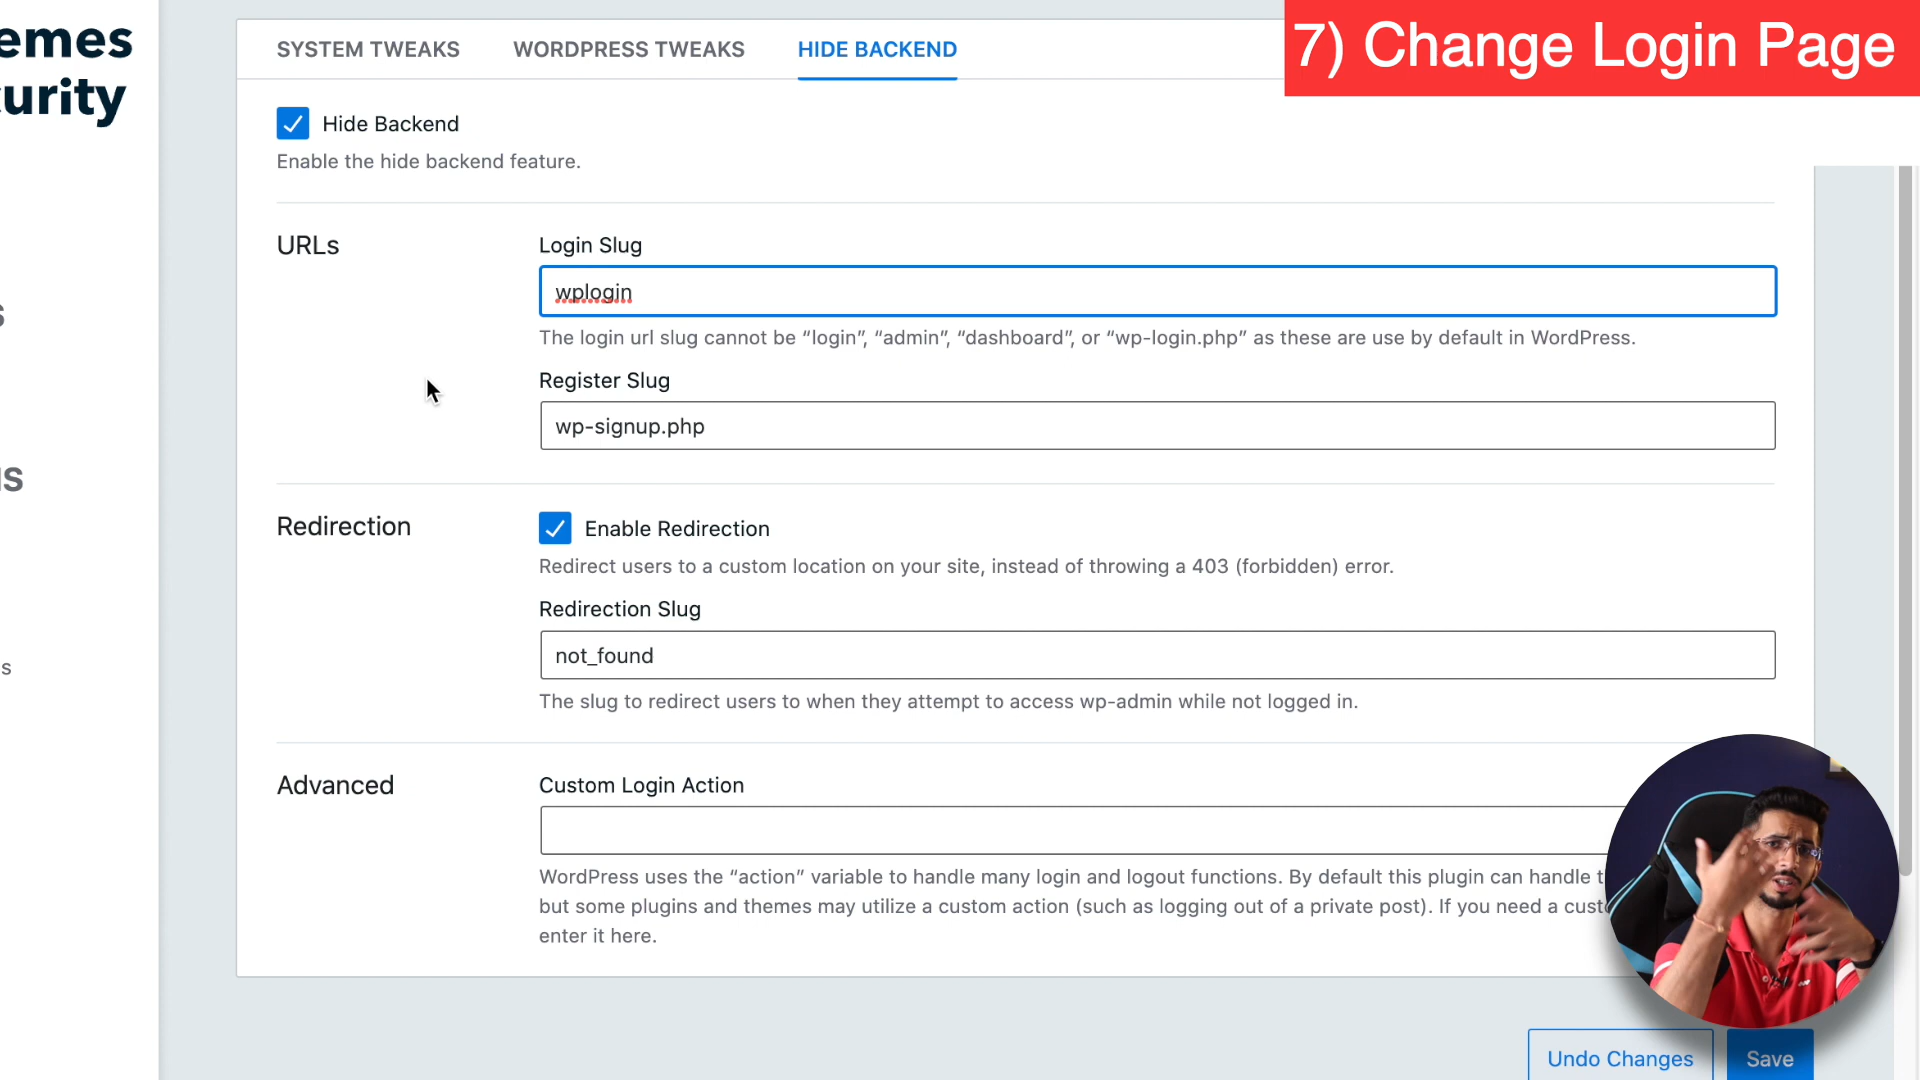 7) Change Login Page
emes
curity
SYSTEM TWEAKS
WORDPRESS TWEAKS
HIDE BACKEND
Hide Backend
Enable the hide backend feature.
URLs
Login Slug
wplogin
The login url slug cannot be “login”, “admin”, “dashboard”, or “wp-login.php” as these are use by default in WordPress.
Register Slug
wp-signup.php
Redirection
Enable Redirection
Redirect users to a custom location on your site, instead of throwing a 403 (forbidden) error.
Redirection Slug
not_found
The slug to redirect users to when they attempt to access wp-admin while not logged in.
Advanced
Custom Login Action
WordPress uses the “action” variable to handle many login and logout functions. By default this plugin can handle
but some plugins and themes may utilize a custom action (such as logging out of a private post). If you need a
enter it here.
Undo Changes
Save